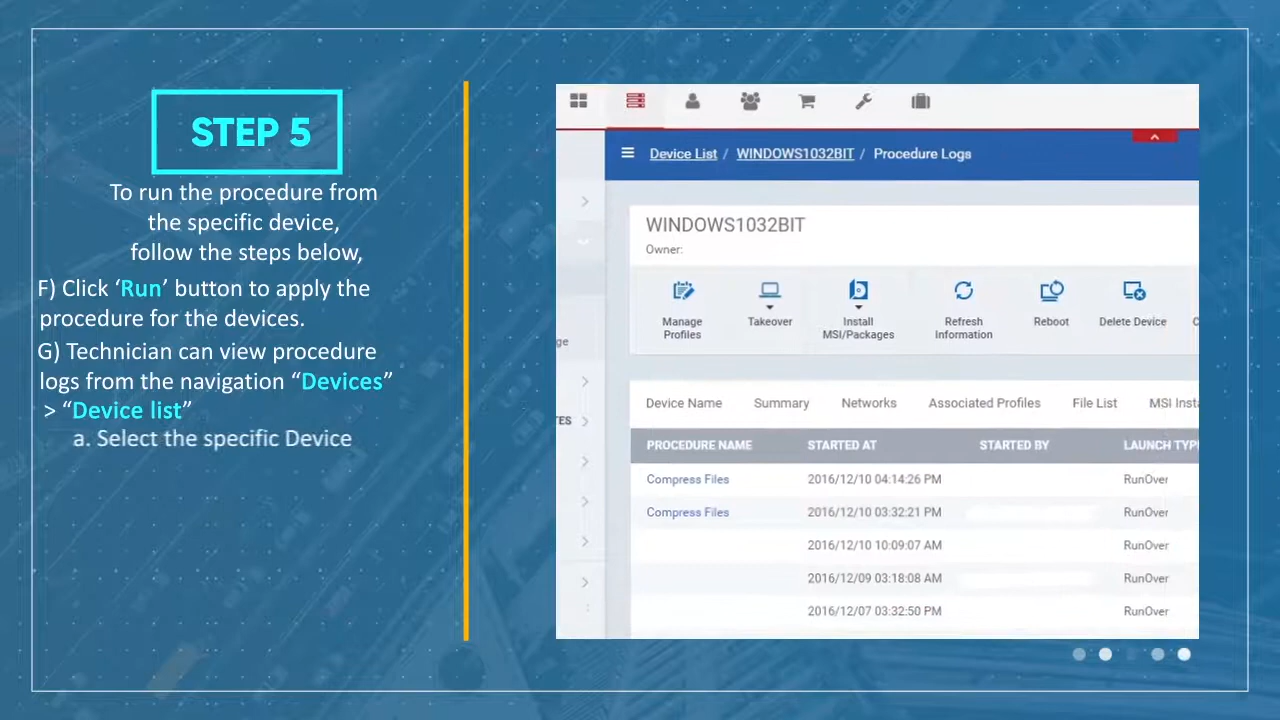 STEP 5
To run the procedure from
the specific device,
follow the steps below,
F) Click ‘Run’ button to apply the
procedure for the devices.
G) Technician can view procedure
logs from the navigation “Devices”
> “Device list”
a. Select the specific Device
Device List / WINDOWS1032BIT / Procedure Logs
WINDOWS1032BIT
Owner:
Manage Profiles
Takeover
Install MSI/Packages
Refresh Information
Reboot
Delete Device
C
ge
TES
Device Name Summary Networks Associated Profiles File List MSI Insta
PROCEDURE NAME STARTED AT STARTED BY LAUNCH TYP
Compress Files 2016/12/10 04:14:26 PM RunOver
Compress Files 2016/12/10 03:32:21 PM RunOver
2016/12/10 10:09:07 AM RunOver
2016/12/09 03:18:08 AM RunOver
2016/12/07 03:32:50 PM RunOver